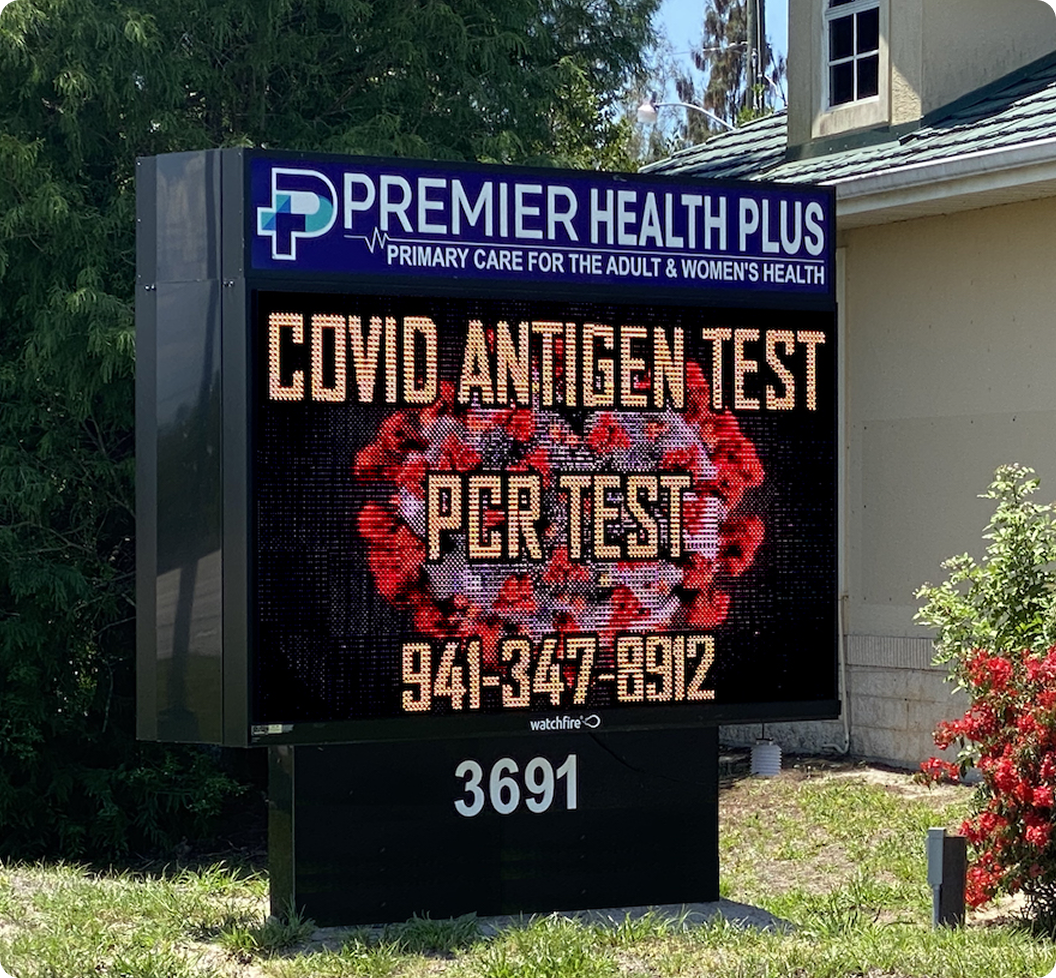 PREMIER HEALTH PLUS
PRIMARY CARE FOR THE ADULT & WOMEN'S HEALTH
COVID ANTIGEN TEST
PCR TEST
941-347-8912
watchfire
3691